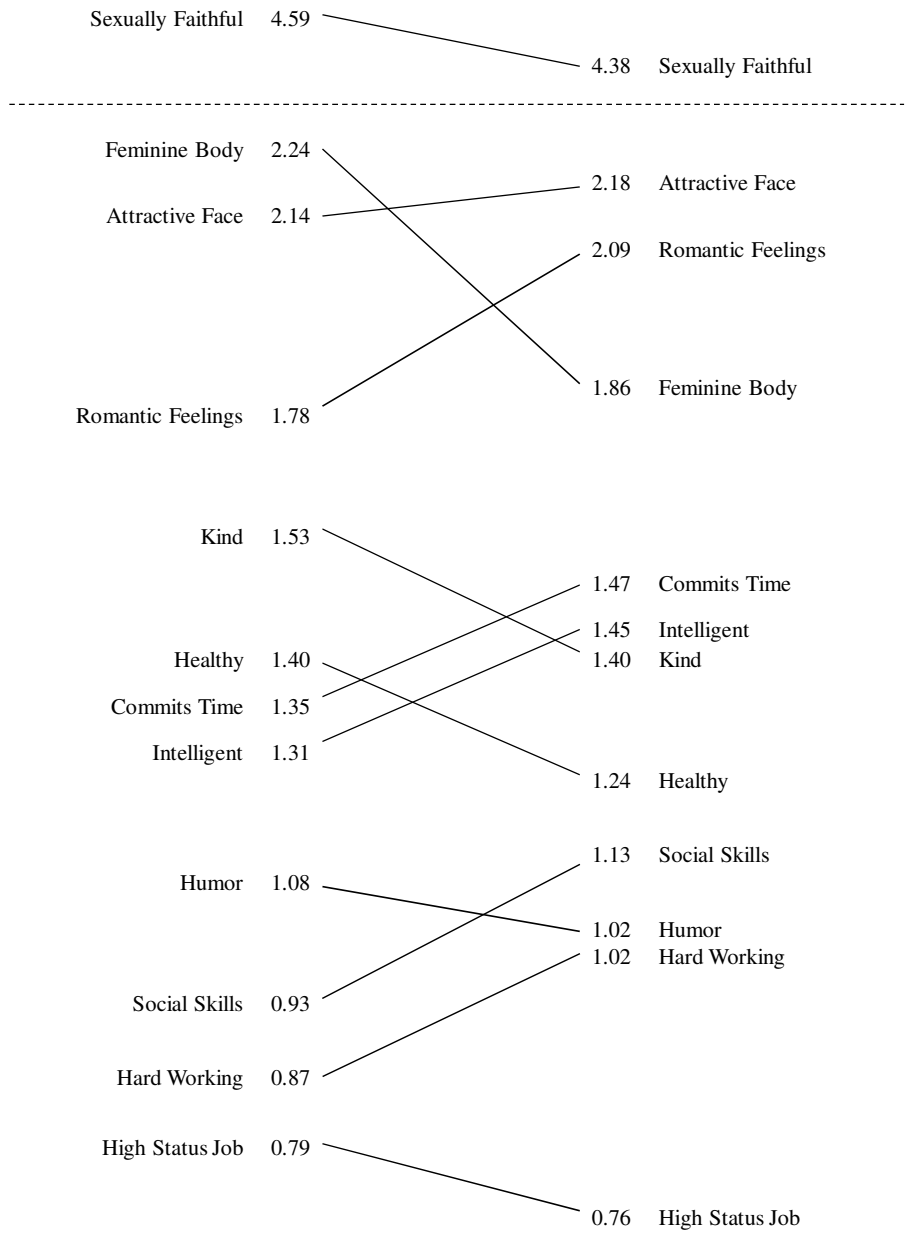 Sexually Faithful 4.59
4.38 Sexually Faithful
Feminine Body 2.24
2.18 Attractive Face
Attractive Face 2.14
2.09 Romantic Feelings
1.86 Feminine Body
Romantic Feelings 1.78
Kind 1.53
1.47 Commits Time
1.45 Intelligent
Healthy 1.40
1.40 Kind
Commits Time 1.35
Intelligent 1.31
1.24 Healthy
1.13 Social Skills
Humor 1.08
1.02 Humor
1.02 Hard Working
Social Skills 0.93
Hard Working 0.87
High Status Job 0.79
0.76 High Status Job